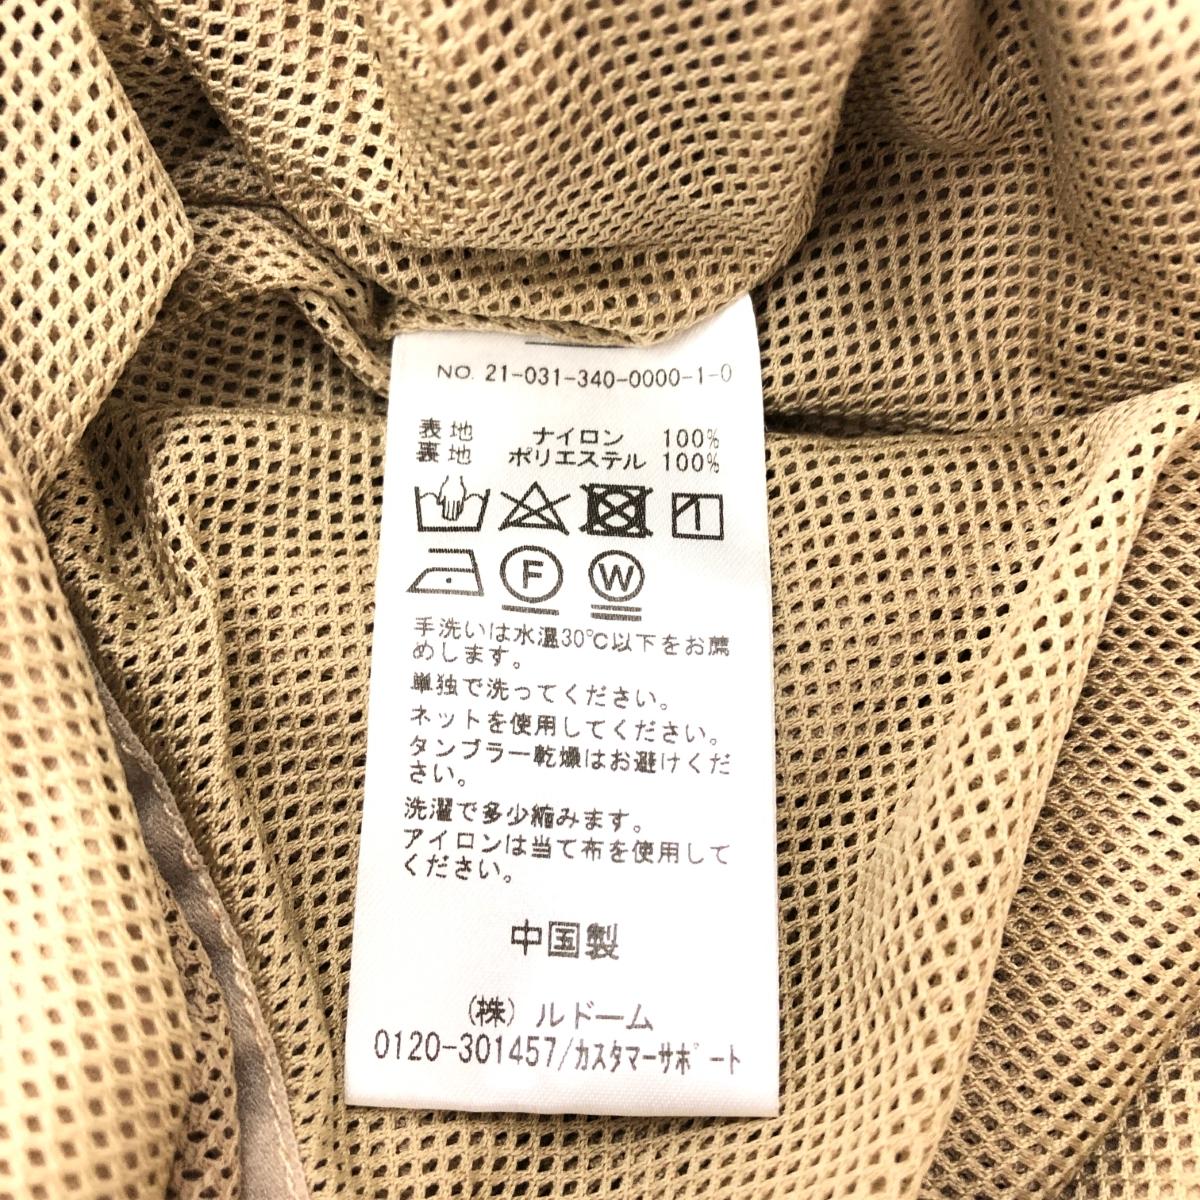 NO. 21-031-340-0000-1-0
表地 ナイロン 100%
裏地 ポリエステル 100%
F W
手洗いは水温30℃以下をお薦
めします。
単独で洗ってください。
ネットを使用してください。
タンブラー乾燥はお避けくだ
さい。
洗濯で多少縮みます。
アイロンは当て布を使用して
ください。
中国製
(株)ルドーム
0120-301457/カスタマーサポート